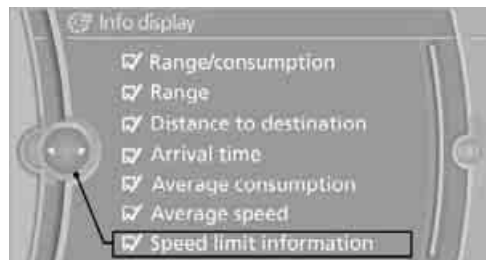 Info display
Range/consumption
Range
Distance to destination
Arrival time
Average consumption
Average speed
Speed limit information